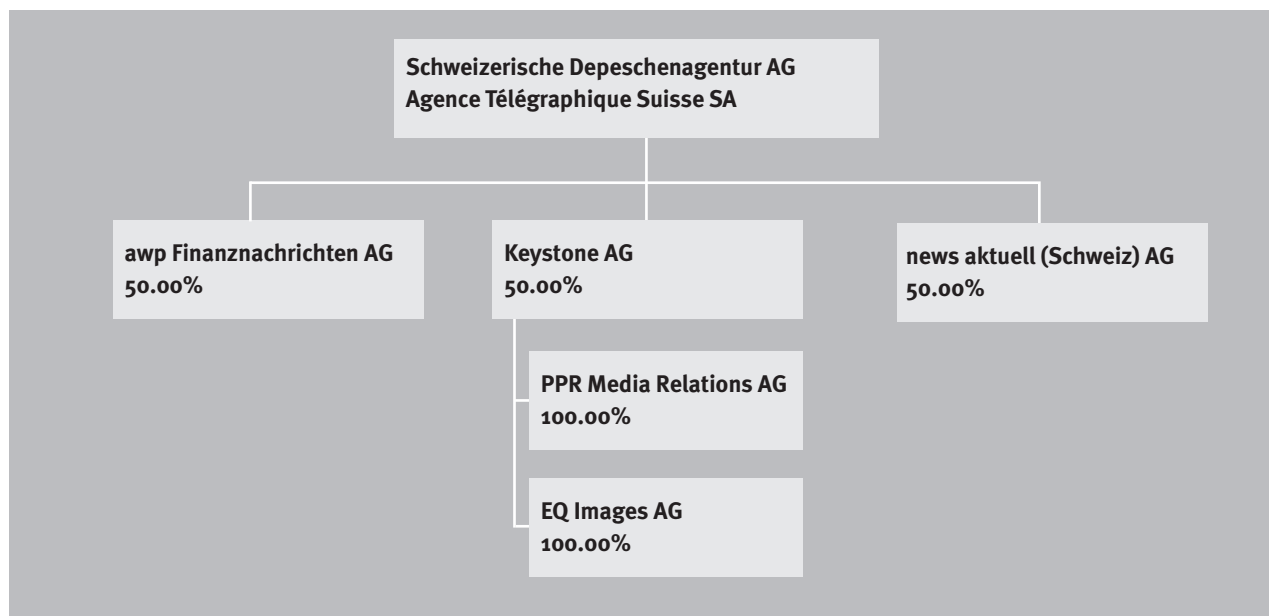 Schweizerische Depeschenagentur AG
Agence Télégraphique Suisse SA
awp Finanznachrichten AG
50.00%
Keystone AG
50.00%
news aktuell (Schweiz) AG
50.00%
PPR Media Relations AG
100.00%
EQ Images AG
100.00%